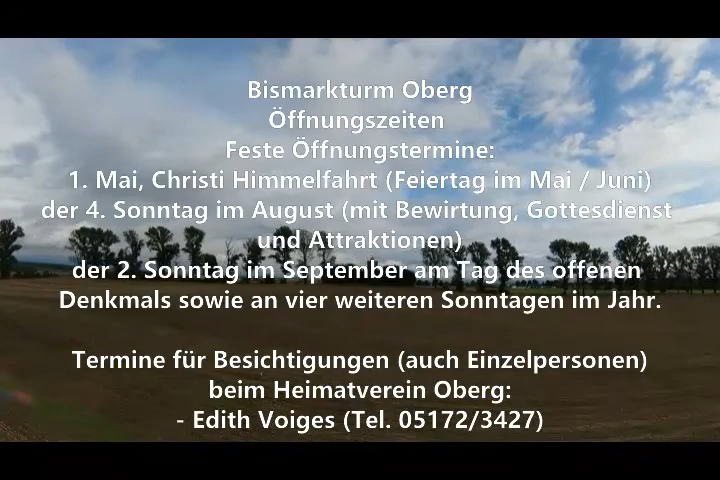 Bismarkturm Oberg
Öffnungszeiten
Feste Öffnungstermine:
1. Mai, Christi Himmelfahrt (Feiertag im Mai / Juni)
der 4. Sonntag im August (mit Bewirtung, Gottesdienst
und Attraktionen)
der 2. Sonntag im September am Tag des offenen
Denkmals sowie an vier weiteren Sonntagen im Jahr.
Termine für Besichtigungen (auch Einzelpersonen)
beim Heimatverein Oberg:
- Edith Voiges (Tel. 05172/3427)